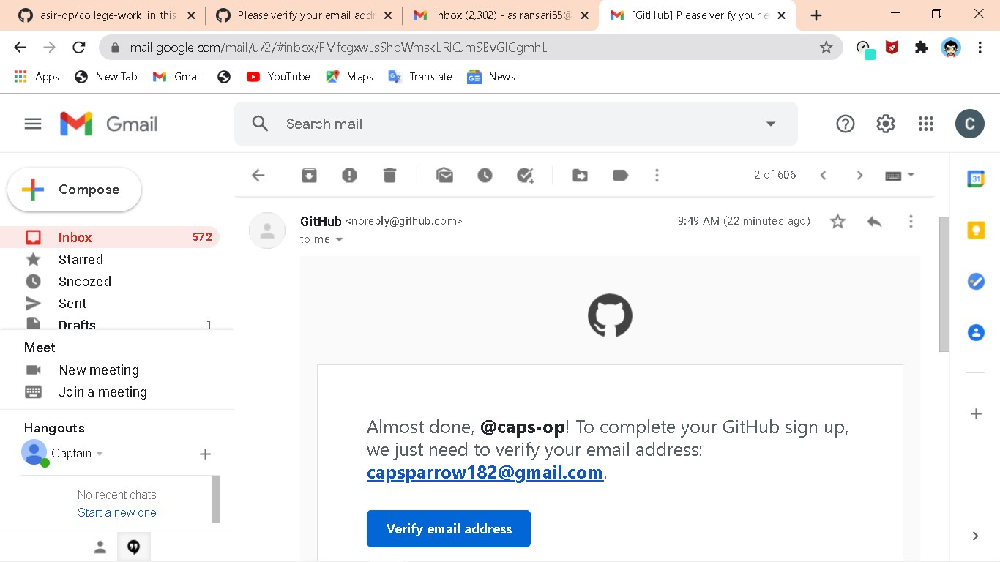 asir-op/college-work: in this
Please verify your email addr
Inbox (2,302) - asiransari55@
[GitHub] Please verify your e
mail.google.com/mail/u/2/#inbox/FMfcgxwLsShbWmskLRlCJmSBvGlCgmhL
Apps
New Tab
Gmail
YouTube
Maps
Translate
News
Gmail
Search mail
C
Compose
2 of 606
31
Inbox 572
Starred
Snoozed
Sent
Drafts 1
Meet
New meeting
Join a meeting
Hangouts
Captain
No recent chats
Start a new one
GitHub <noreply@github.com>
9:49 AM (22 minutes ago)
to me
Almost done, @caps-op! To complete your GitHub sign up,
we just need to verify your email address:
capsparrow182@gmail.com.
Verify email address